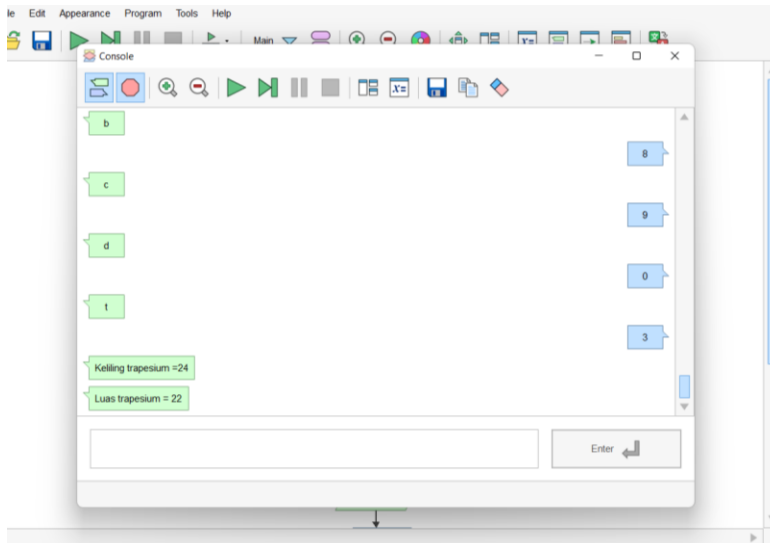 le Edit Appearance Program Tools Help
Main
Console
x=
b
8
c
9
d
0
t
3
Keliling trapesium =24
Luas trapesium = 22
Enter